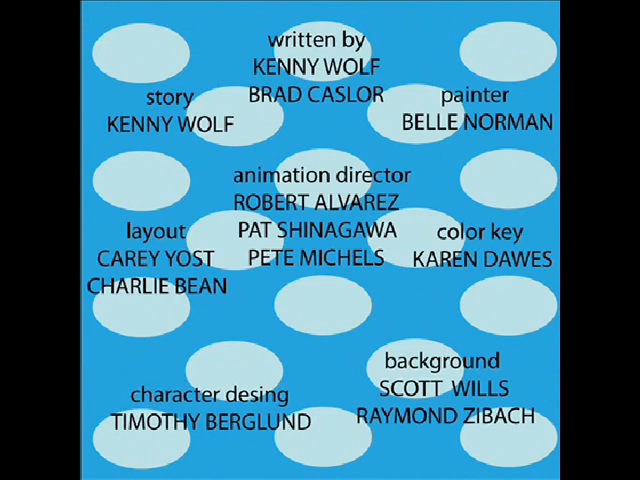 written by
KENNY WOLF
BRAD CASLOR
story
KENNY WOLF
painter
BELLE NORMAN
animation director
ROBERT ALVAREZ
PAT SHINAGAWA
PETE MICHELS
layout
CAREY YOST
CHARLIE BEAN
color key
KAREN DAWES
character desing
TIMOTHY BERGLUND
background
SCOTT WILLS
RAYMOND ZIBACH